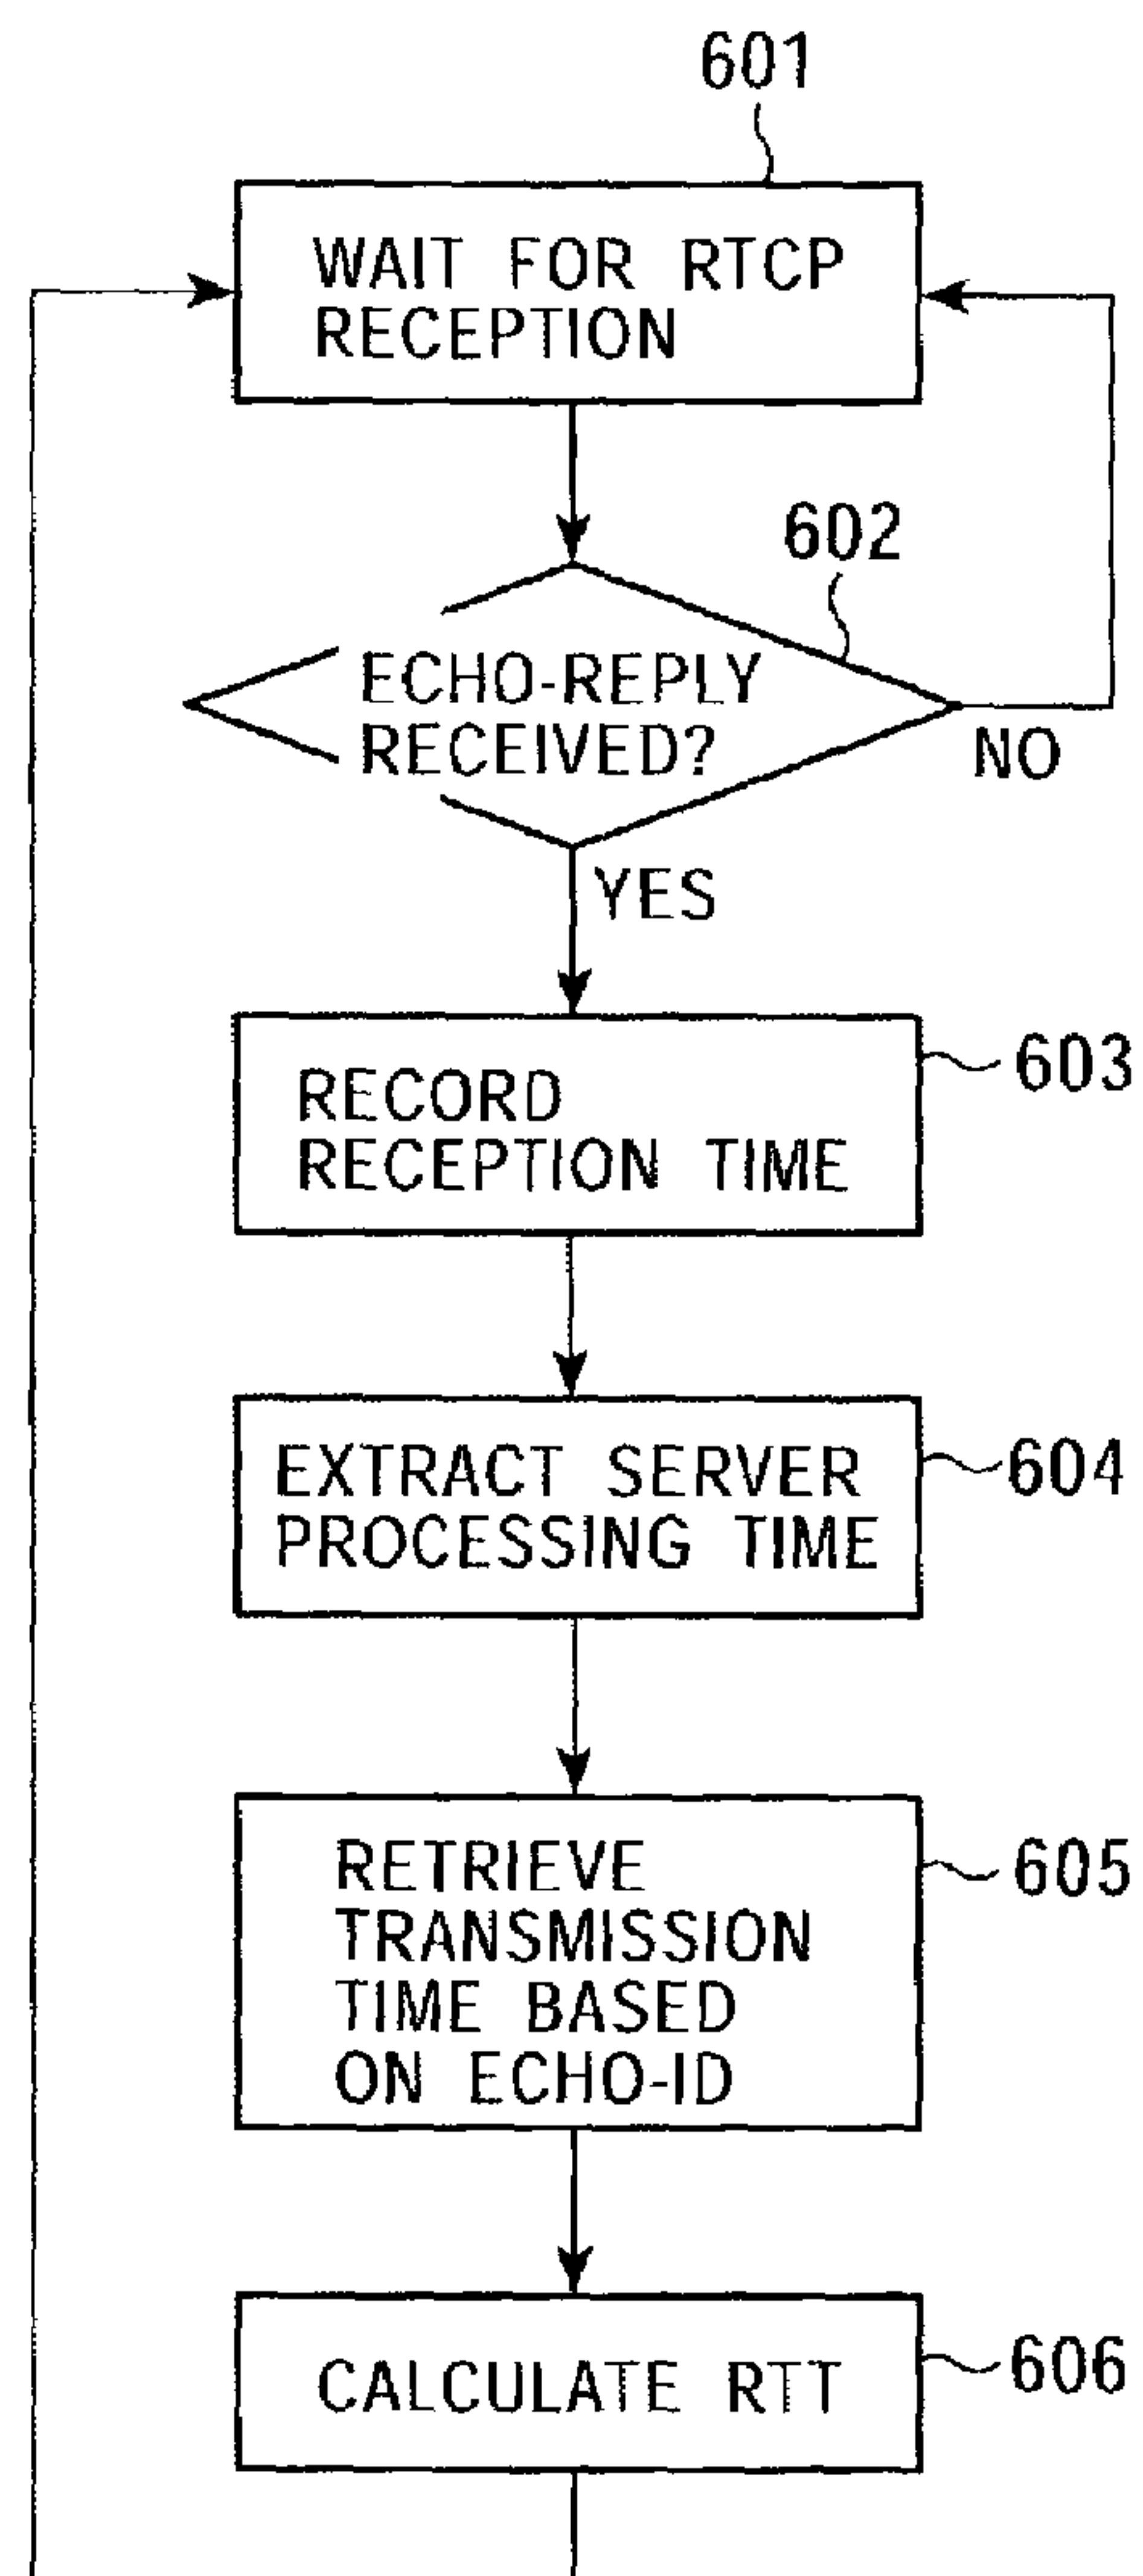 601
WAIT FOR RTCP
RECEPTION
602
ECHO-REPLY
RECEIVED?
NO
YES
603
RECORD
RECEPTION TIME
604
EXTRACT SERVER
PROCESSING TIME
605
RETRIEVE
TRANSMISSION
TIME BASED
ON ECHO-ID
606
CALCULATE RTT